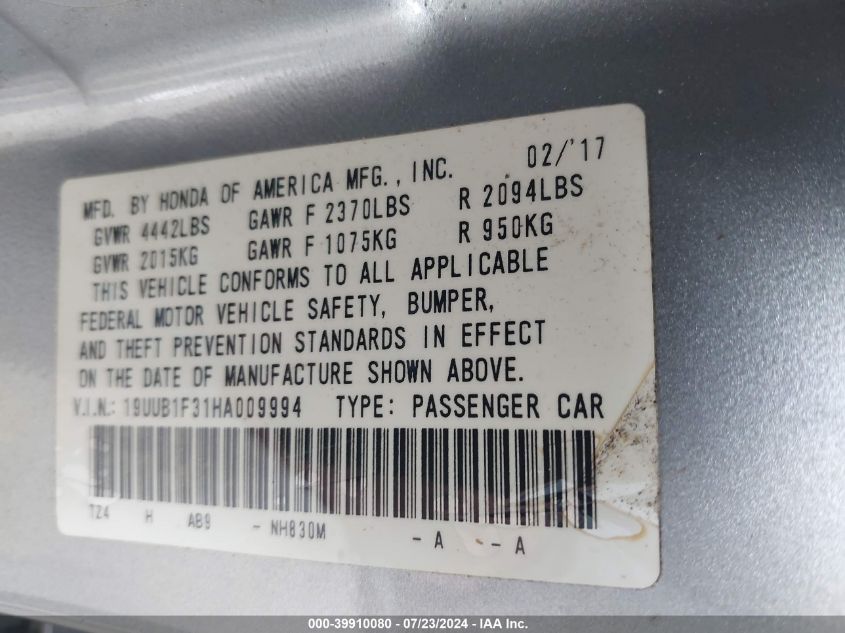 02/'17
MFD. BY HONDA OF AMERICA MFG., INC.
GVWR 4442LBS GAWR F 2370LBS R 2094LBS
GVWR 2015KG GAWR F 1075KG R 950KG
THIS VEHICLE CONFORMS TO ALL APPLICABLE
FEDERAL MOTOR VEHICLE SAFETY, BUMPER,
AND THEFT PREVENTION STANDARDS IN EFFECT
ON THE DATE OF MANUFACTURE SHOWN ABOVE.
V.I.N.: 19UUB1F31HA009994 TYPE: PASSENGER CAR
TZ4 H AB9 - NH830M - A - A
000-39910080 / 07/23/2024 - IAA Inc.